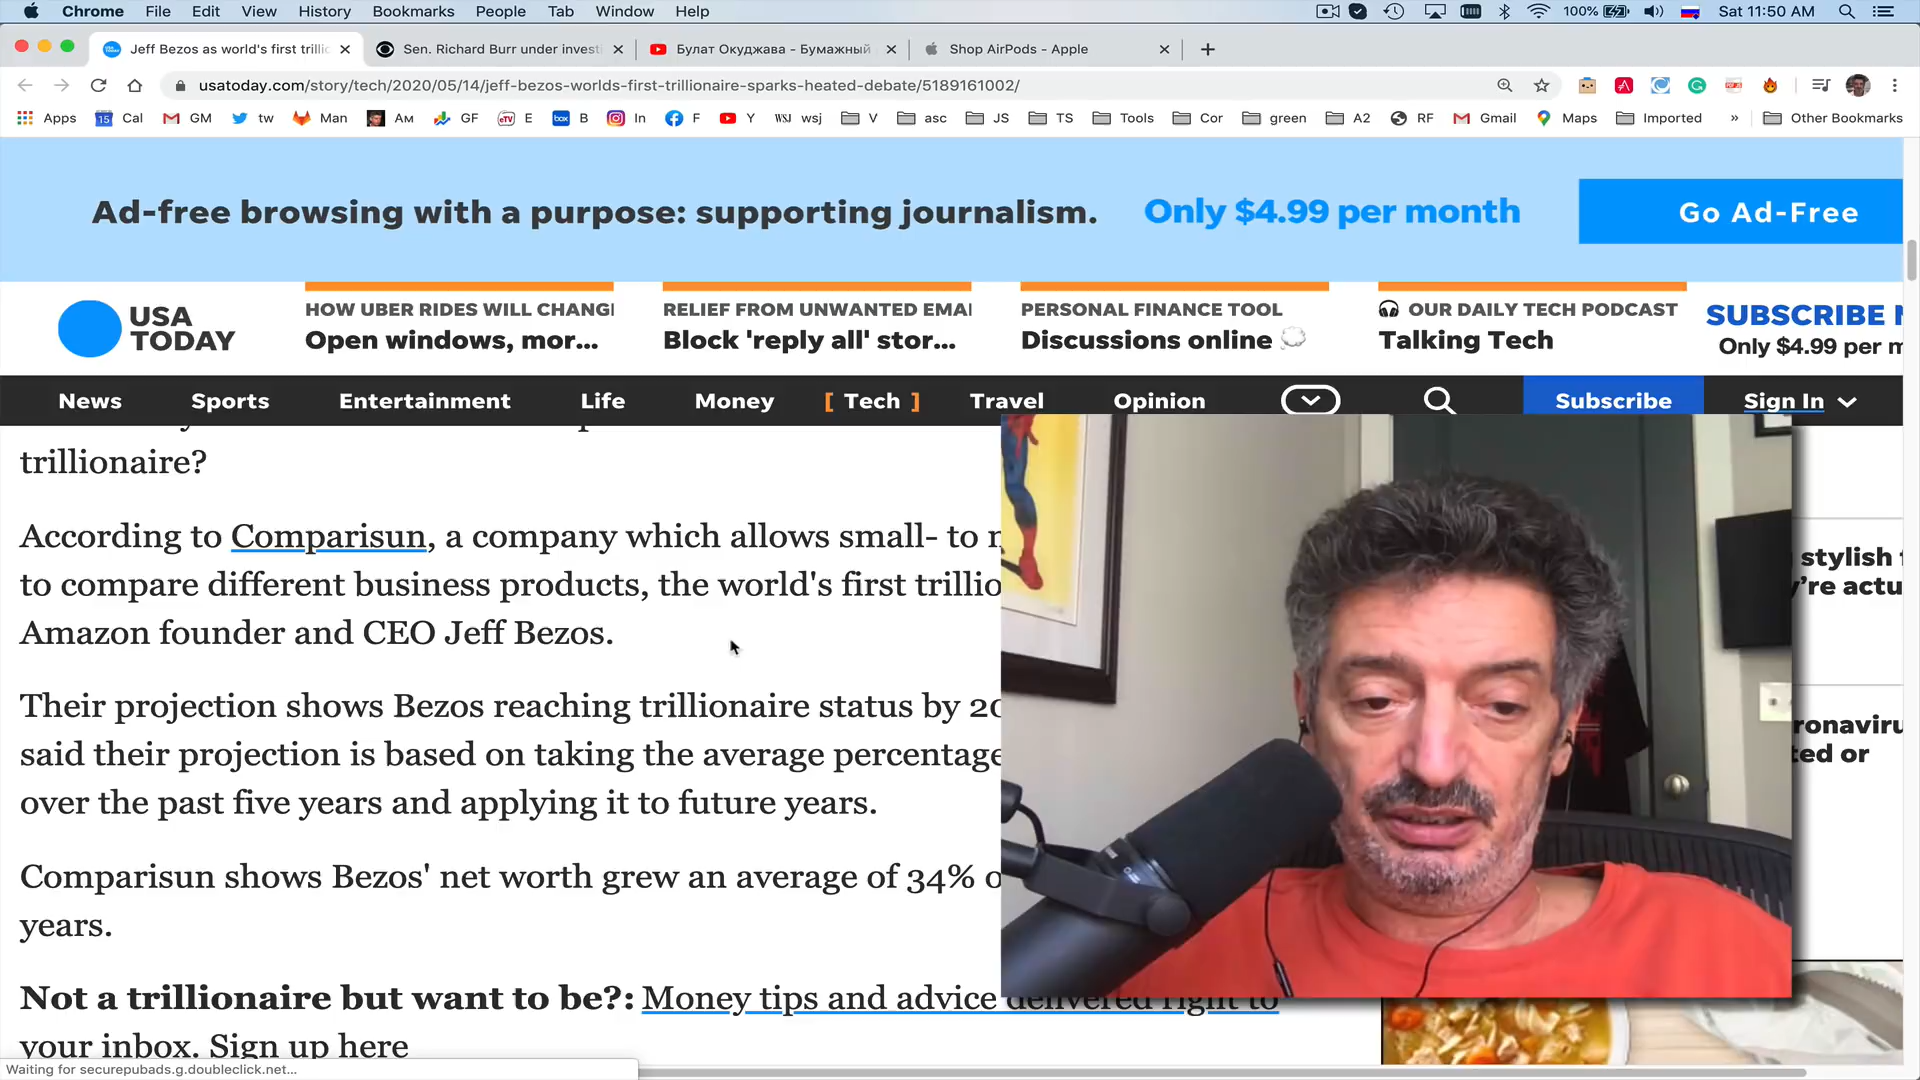 Chrome File Edit View History Bookmarks People Tab Window Help 100% Sat 11:50 AM
Jeff Bezos as world's first trillic Sen. Richard Burr under investi Булат Окуджава - Бумажный Shop AirPods - Apple
usatoday.com/story/tech/2020/05/14/jeff-bezos-worlds-first-trillionaire-sparks-heated-debate/5189161002/
Apps Cal GM tw Man Ам GF E B In F Y wsj V asc JS TS Tools Cor green A2 RF Gmail Maps Imported » Other Bookmarks
Ad-free browsing with a purpose: supporting journalism. Only $4.99 per month Go Ad-Free
USA TODAY
HOW UBER RIDES WILL CHANGE
Open windows, mor...
RELIEF FROM UNWANTED EMAI
Block 'reply all' stor...
PERSONAL FINANCE TOOL
Discussions online
OUR DAILY TECH PODCAST
Talking Tech
SUBSCRIBE N
Only $4.99 per m
News Sports Entertainment Life Money [ Tech ] Travel Opinion Subscribe Sign In
trillionaire?
According to Comparisun, a company which allows small- to
to compare different business products, the world's first trillio
Amazon founder and CEO Jeff Bezos.
Their projection shows Bezos reaching trillionaire status by 20
said their projection is based on taking the average percentage
over the past five years and applying it to future years.
Comparisun shows Bezos' net worth grew an average of 34% o
years.
Not a trillionaire but want to be?: Money tips and advice delivered right to
your inbox. Sign up here
stylish
y're actu
ronaviru
ted or
Waiting for securepubads.g.doubleclick.net...